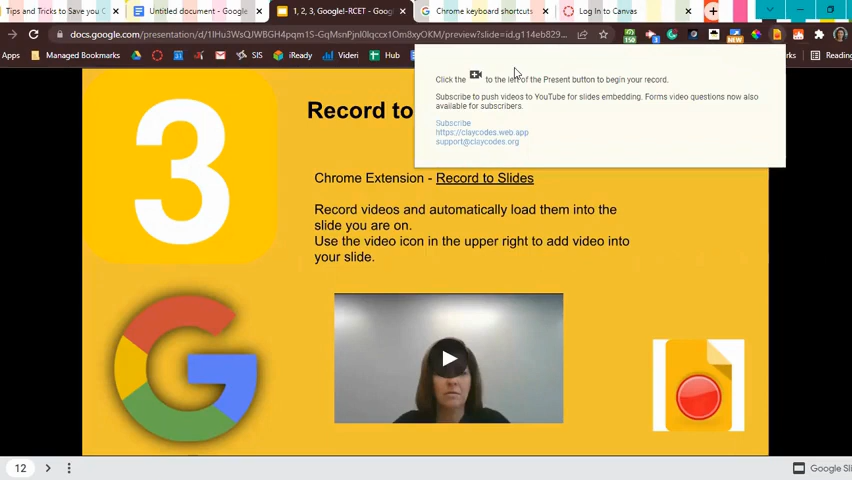 Tips and Tricks to Save you C
Untitled document - Google
1, 2, 3, Google!-RCET - Goog
Chrome keyboard shortcuts
Log In to Canvas
docs.google.com/presentation/d/1IHu3WsQJWBGH4pqm1S-GqMsnPjnl0lqcx1Om8xyOKM/preview?slide=id.g114eb829...
150
NEW
Apps
Managed Bookmarks
SIS
iReady
Hub
Videri
Click the to the left of the Present button to begin your record.
Subscribe to push videos to YouTube for slides embedding. Forms video questions now also
available for subscribers.
Subscribe
https://claycodes.web.app
support@claycodes.org
3
Record to
Chrome Extension - Record to Slides
Record videos and automatically load them into the
slide you are on.
Use the video icon in the upper right to add video into
your slide.
12
Google Sli